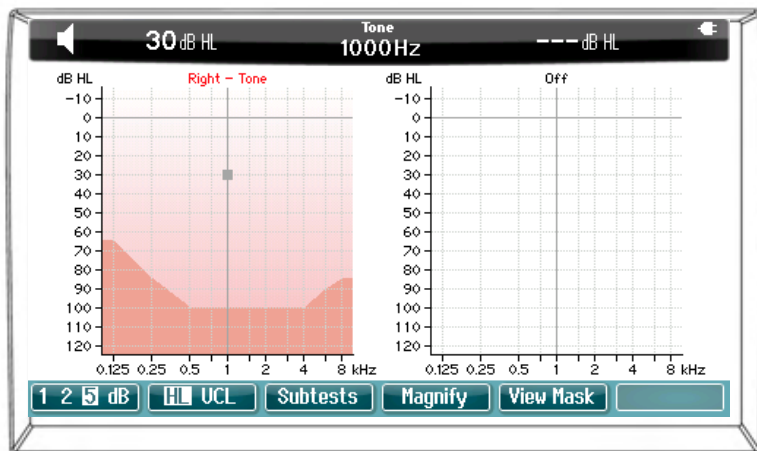 30 dB HL
Tone
1000Hz
--- dB HL
dB HL
Right - Tone
-10
0
10
20
30
40
50
60
70
80
90
100
110
120
0.125 0.25 0.5 1 2 4 8 kHz
dB HL
Off
-10
0
10
20
30
40
50
60
70
80
90
100
110
120
0.125 0.25 0.5 1 2 4 8 kHz
1 2 5 dB
HL UCL
Subtests
Magnify
View Mask